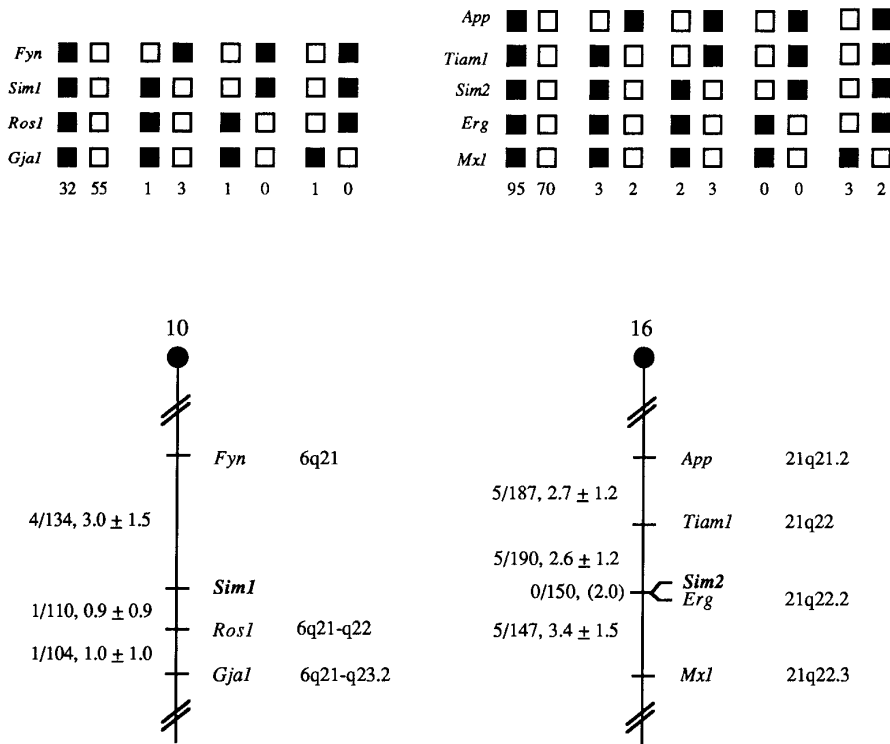 Fyn
Sim1
Ros1
Gja1
32 55 1 3 1 0 1 0
App
Tiam1
Sim2
Erg
Mx1
95 70 3 2 2 3 0 0 3 2
10
Fyn 6q21
4/134, 3.0 ± 1.5
Sim1
1/110, 0.9 ± 0.9
Ros1 6q21-q22
1/104, 1.0 ± 1.0
Gja1 6q21-q23.2
16
App 21q21.2
5/187, 2.7 ± 1.2
Tiam1 21q22
5/190, 2.6 ± 1.2
Sim2
0/150, (2.0)
Erg 21q22.2
5/147, 3.4 ± 1.5
Mx1 21q22.3